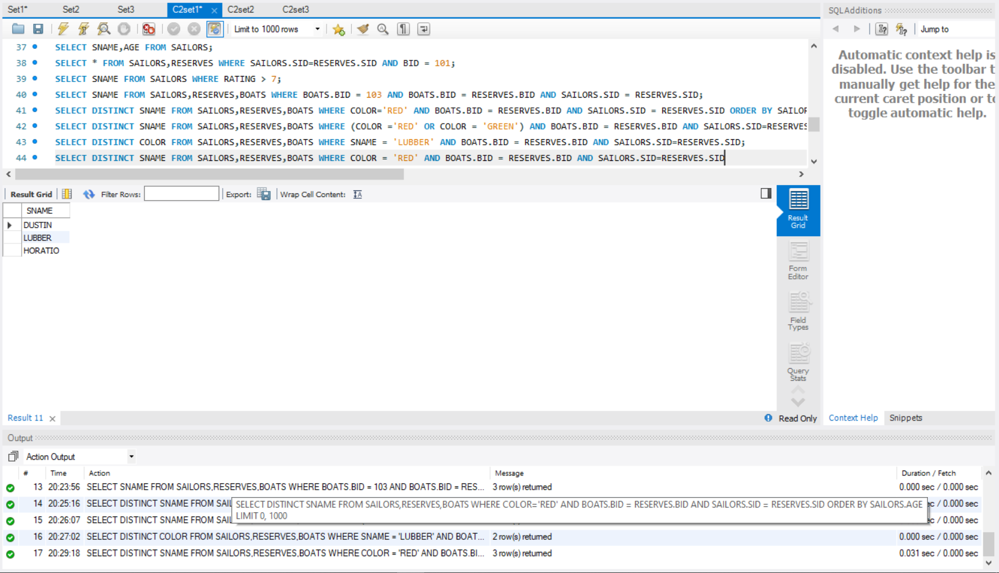 Set1*
Set2
Set3
C2set1*
C2set2
C2set3
SQLAdditions
Limit to 1000 rows
Jump to
Automatic context help is
disabled. Use the toolbar t
manually get help for the
current caret position or to
toggle automatic help.
37 SELECT SNAME,AGE FROM SAILORS;
38 SELECT * FROM SAILORS,RESERVES WHERE SAILORS.SID=RESERVES.SID AND BID = 101;
39 SELECT SNAME FROM SAILORS WHERE RATING > 7;
40 SELECT SNAME FROM SAILORS,RESERVES,BOATS WHERE BOATS.BID = 103 AND BOATS.BID = RESERVES.BID AND SAILORS.SID = RESERVES.SID;
41 SELECT DISTINCT SNAME FROM SAILORS,RESERVES,BOATS WHERE COLOR='RED' AND BOATS.BID = RESERVES.BID AND SAILORS.SID = RESERVES.SID ORDER BY SAILOR
42 SELECT DISTINCT SNAME FROM SAILORS,RESERVES,BOATS WHERE (COLOR ='RED' OR COLOR = 'GREEN') AND BOATS.BID = RESERVES.BID AND SAILORS.SID=RESERVES
43 SELECT DISTINCT COLOR FROM SAILORS,RESERVES,BOATS WHERE SNAME = 'LUBBER' AND BOATS.BID = RESERVES.BID AND SAILORS.SID=RESERVES.SID;
44 SELECT DISTINCT SNAME FROM SAILORS,RESERVES,BOATS WHERE COLOR = 'RED' AND BOATS.BID = RESERVES.BID AND SAILORS.SID=RESERVES.SID
Result Grid Filter Rows: Export: Wrap Cell Content: IA
SNAME
DUSTIN
LUBBER
HORATIO
Result
Grid
Form
Editor
Field
Types
Query
Stats
Result 11
Read Only
Context Help
Snippets
Output
Action Output
# Time Action Message Duration / Fetch
13 20:23:56 SELECT SNAME FROM SAILORS,RESERVES,BOATS WHERE BOATS.BID = 103 AND BOATS.BID = RES... 3 row(s) returned 0.000 sec / 0.000 sec
14 20:25:16 SELECT DISTINCT SNAME FROM SAIL ec / 0.000 sec
SELECT DISTINCT SNAME FROM SAILORS,RESERVES,BOATS WHERE COLOR='RED' AND BOATS.BID = RESERVES.BID AND SAILORS.SID = RESERVES.SID ORDER BY SAILORS.AGE
LIMIT 0, 1000
15 20:26:07 SELECT DISTINCT SNAME FROM SAIL ec / 0.000 sec
16 20:27:02 SELECT DISTINCT COLOR FROM SAILORS,RESERVES,BOATS WHERE SNAME = 'LUBBER' AND BOAT... 2 row(s) returned 0.000 sec / 0.000 sec
17 20:29:18 SELECT DISTINCT SNAME FROM SAILORS,RESERVES,BOATS WHERE COLOR = 'RED' AND BOATS.BI... 3 row(s) returned 0.031 sec / 0.000 sec